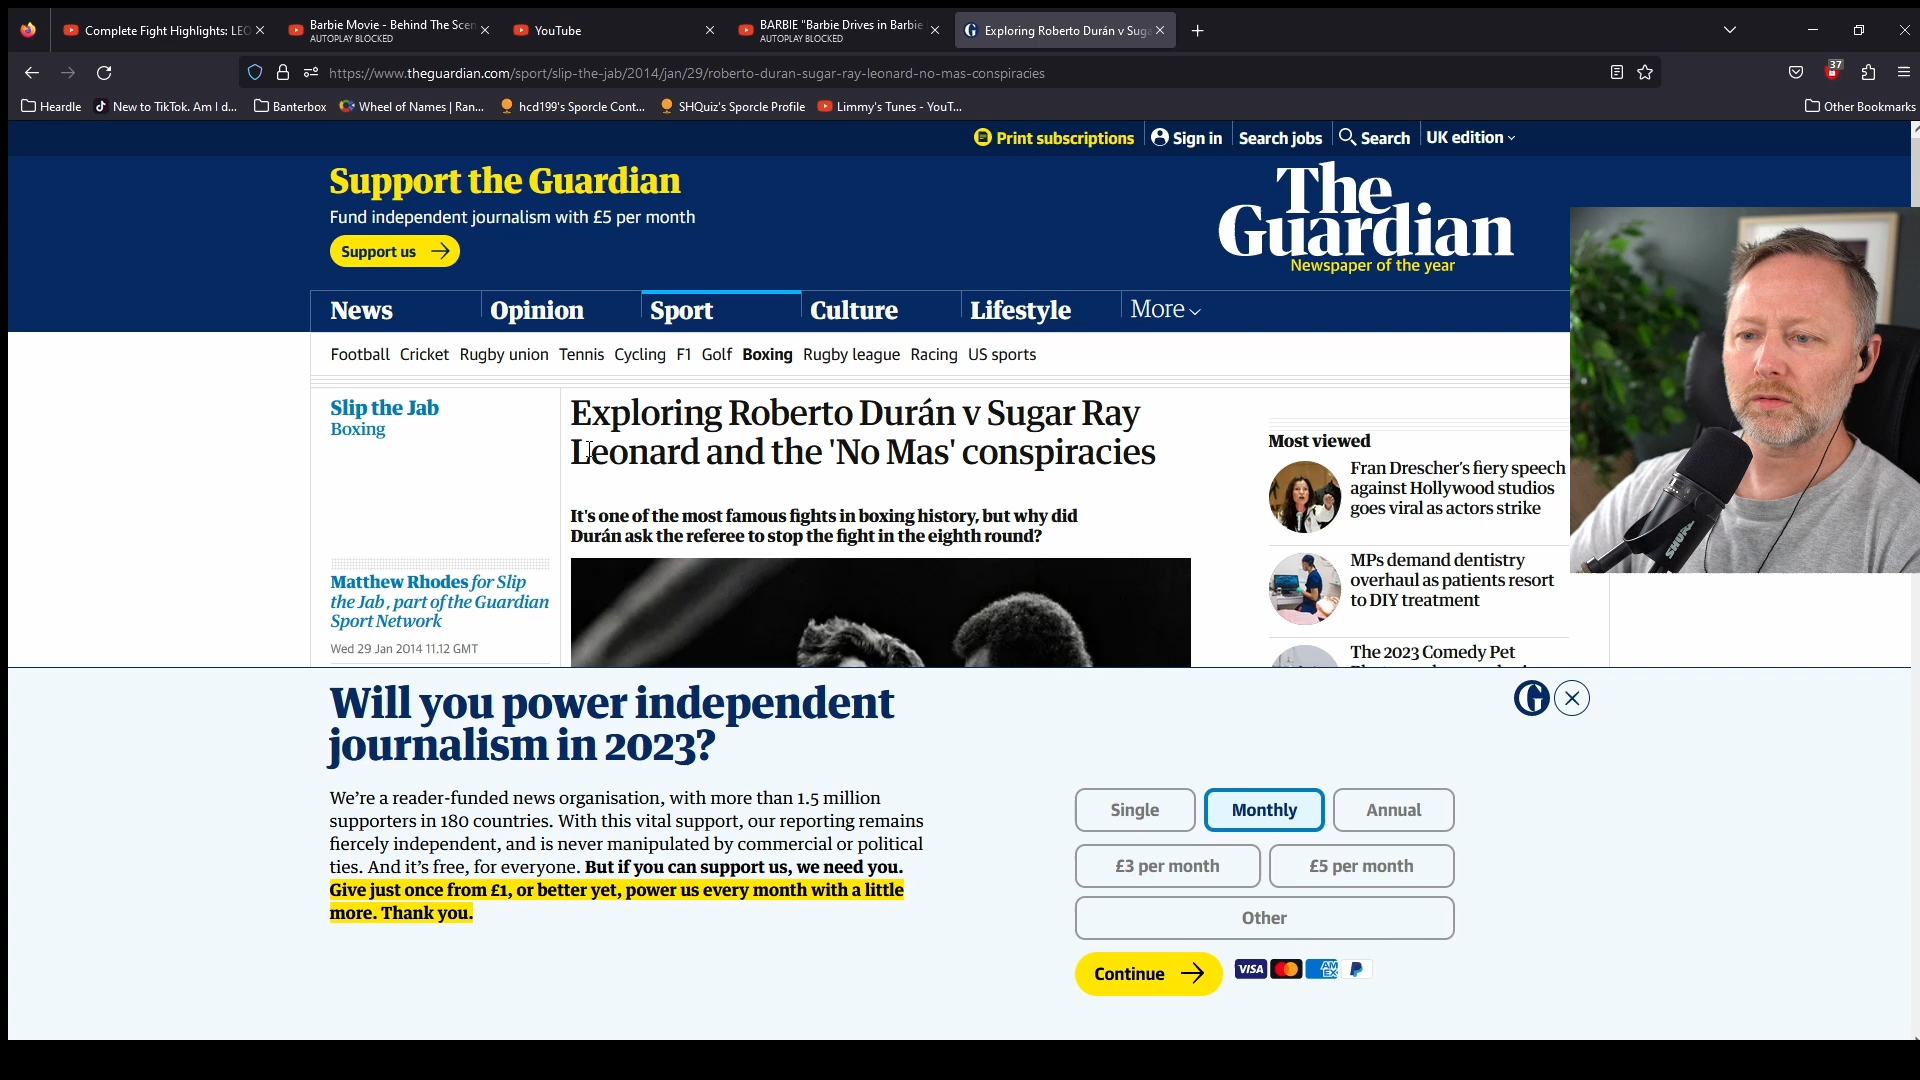 Complete Fight Highlights: LEO
Barbie Movie - Behind The Scen
AUTOPLAY BLOCKED
YouTube
BARBIE "Barbie Drives in Barbie
AUTOPLAY BLOCKED
Exploring Roberto Durán v Suga
https://www.theguardian.com/sport/slip-the-jab/2014/jan/29/roberto-duran-sugar-ray-leonard-no-mas-conspiracies
37
Heardle
New to TikTok. Am I d...
Banterbox
Wheel of Names | Ran...
hcd199's Sporcle Cont...
SHQuiz's Sporcle Profile
Limmy's Tunes - YouT...
Other Bookmarks
Print subscriptions
Sign in
Search jobs
Search
UK edition
Support the Guardian
Fund independent journalism with £5 per month
Support us
The
Guardian
Newspaper of the year
News
Opinion
Sport
Culture
Lifestyle
More
Football Cricket Rugby union Tennis Cycling F1 Golf Boxing Rugby league Racing US sports
Slip the Jab
Boxing
Exploring Roberto Durán v Sugar Ray
Leonard and the 'No Mas' conspiracies
It's one of the most famous fights in boxing history, but why did
Durán ask the referee to stop the fight in the eighth round?
Matthew Rhodes for Slip
the Jab, part of the Guardian
Sport Network
Wed 29 Jan 2014 11.12 GMT
Most viewed
Fran Drescher's fiery speech
against Hollywood studios
goes viral as actors strike
MPs demand dentistry
overhaul as patients resort
to DIY treatment
The 2023 Comedy Pet
SHURE
Will you power independent
journalism in 2023?
We're a reader-funded news organisation, with more than 1.5 million
supporters in 180 countries. With this vital support, our reporting remains
fiercely independent, and is never manipulated by commercial or political
ties. And it's free, for everyone. But if you can support us, we need you.
Give just once from £1, or better yet, power us every month with a little
more. Thank you.
Single
Monthly
Annual
£3 per month
£5 per month
Other
Continue
VISA
AM
EX